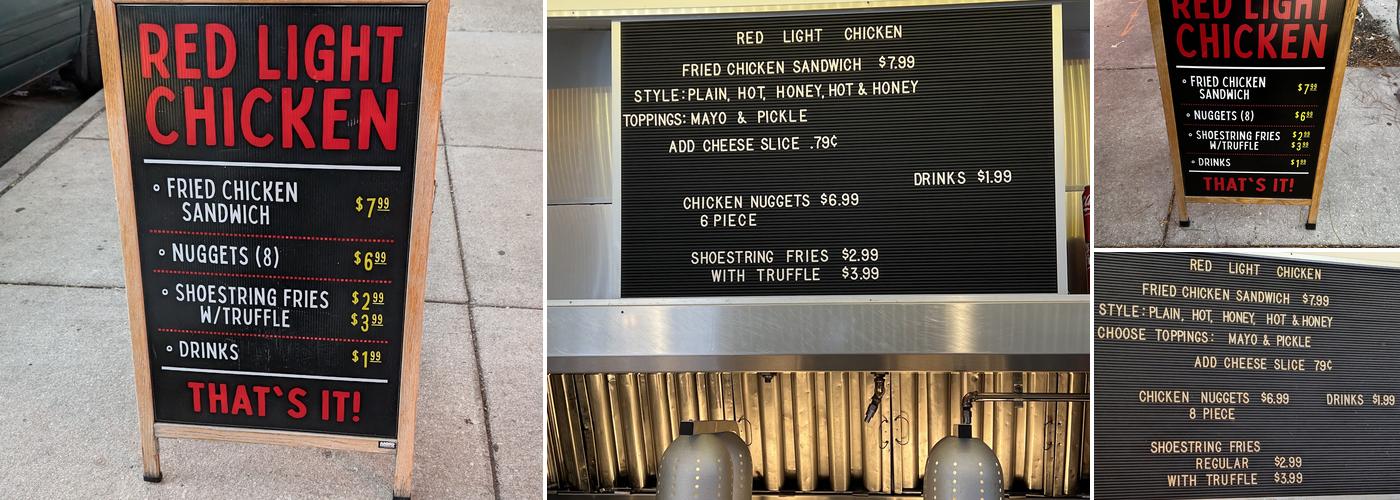 RED LIGHT
CHICKEN
◦ FRIED CHICKEN
SANDWICH $7.99
◦ NUGGETS (8) $6.99
◦ SHOESTRING FRIES $2.99
W/TRUFFLE $3.99
◦ DRINKS $1.99
THAT`S IT!
RED LIGHT CHICKEN
FRIED CHICKEN SANDWICH $7.99
STYLE: PLAIN, HOT, HONEY, HOT & HONEY
TOPPINGS: MAYO & PICKLE
ADD CHEESE SLICE .79¢
DRINKS $1.99
CHICKEN NUGGETS $6.99
6 PIECE
SHOESTRING FRIES $2.99
WITH TRUFFLE $3.99
RED LIGHT
CHICKEN
◦ FRIED CHICKEN
SANDWICH $7.99
◦ NUGGETS (8) $6.99
◦ SHOESTRING FRIES $2.99
W/TRUFFLE $3.99
◦ DRINKS $1.99
THAT`S IT!
RED LIGHT CHICKEN
FRIED CHICKEN SANDWICH $7.99
STYLE: PLAIN, HOT, HONEY, HOT & HONEY
CHOOSE TOPPINGS: MAYO & PICKLE
ADD CHEESE SLICE 79¢
CHICKEN NUGGETS $6.99 DRINKS $1.99
8 PIECE
SHOESTRING FRIES
REGULAR $2.99
WITH TRUFFLE $3.99